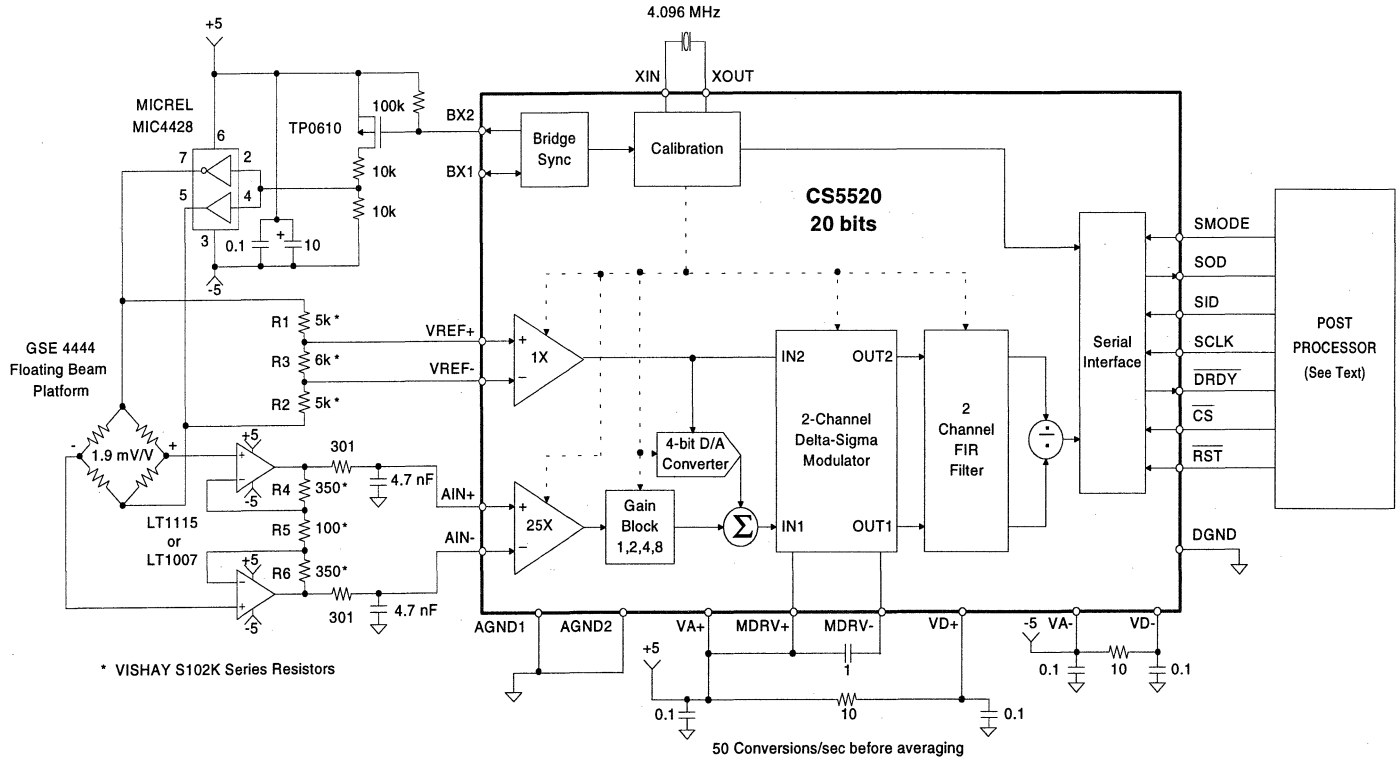 4.096 MHz
+5
XIN
XOUT
MICREL
MIC4428
100k
TP0610
BX2
BX1
Bridge
Sync
Calibration
6
7
2
5
4
3
10k
10k
0.1
+
10
-5
CS5520
20 bits
SMODE
SOD
SID
SCLK
DRDY
CS
RST
DGND
Serial
Interface
POST
PROCESSOR
(See Text)
R1
5k*
R3
6k*
R2
5k*
VREF+
VREF-
+
1X
−
GSE 4444
Floating Beam
Platform
-
+
1.9 mV/V
IN2
OUT2
2-Channel
Delta-Sigma
Modulator
IN1
OUT1
2
Channel
FIR
Filter
÷
4-bit D/A
Converter
+5
+
−
-5
301
4.7 nF
R4
350*
R5
100*
R6
350*
LT1115
or
LT1007
+5
−
+
-5
301
4.7 nF
AIN+
AIN-
+
25X
−
Gain
Block
1,2,4,8
Σ
AGND1
AGND2
VA+
MDRV+
MDRV-
VD+
VA-
VD-
* VISHAY S102K Series Resistors
+5
1
0.1
10
0.1
-5
0.1
10
0.1
50 Conversions/sec before averaging